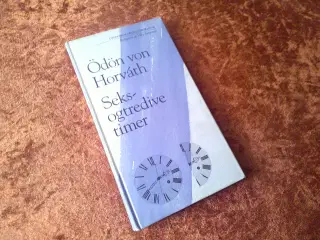 Ödön von
Horváth
Seks-
ogtredive
timer